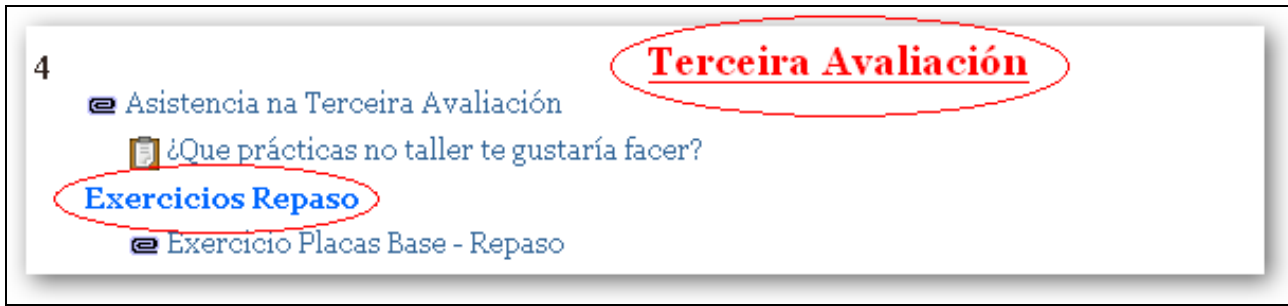 Terceira Avaliación
4
Asistencia na Terceira Avaliación
¿Que prácticas no taller te gustaría facer?
Exercicios Repaso
Exercicio Placas Base - Repaso